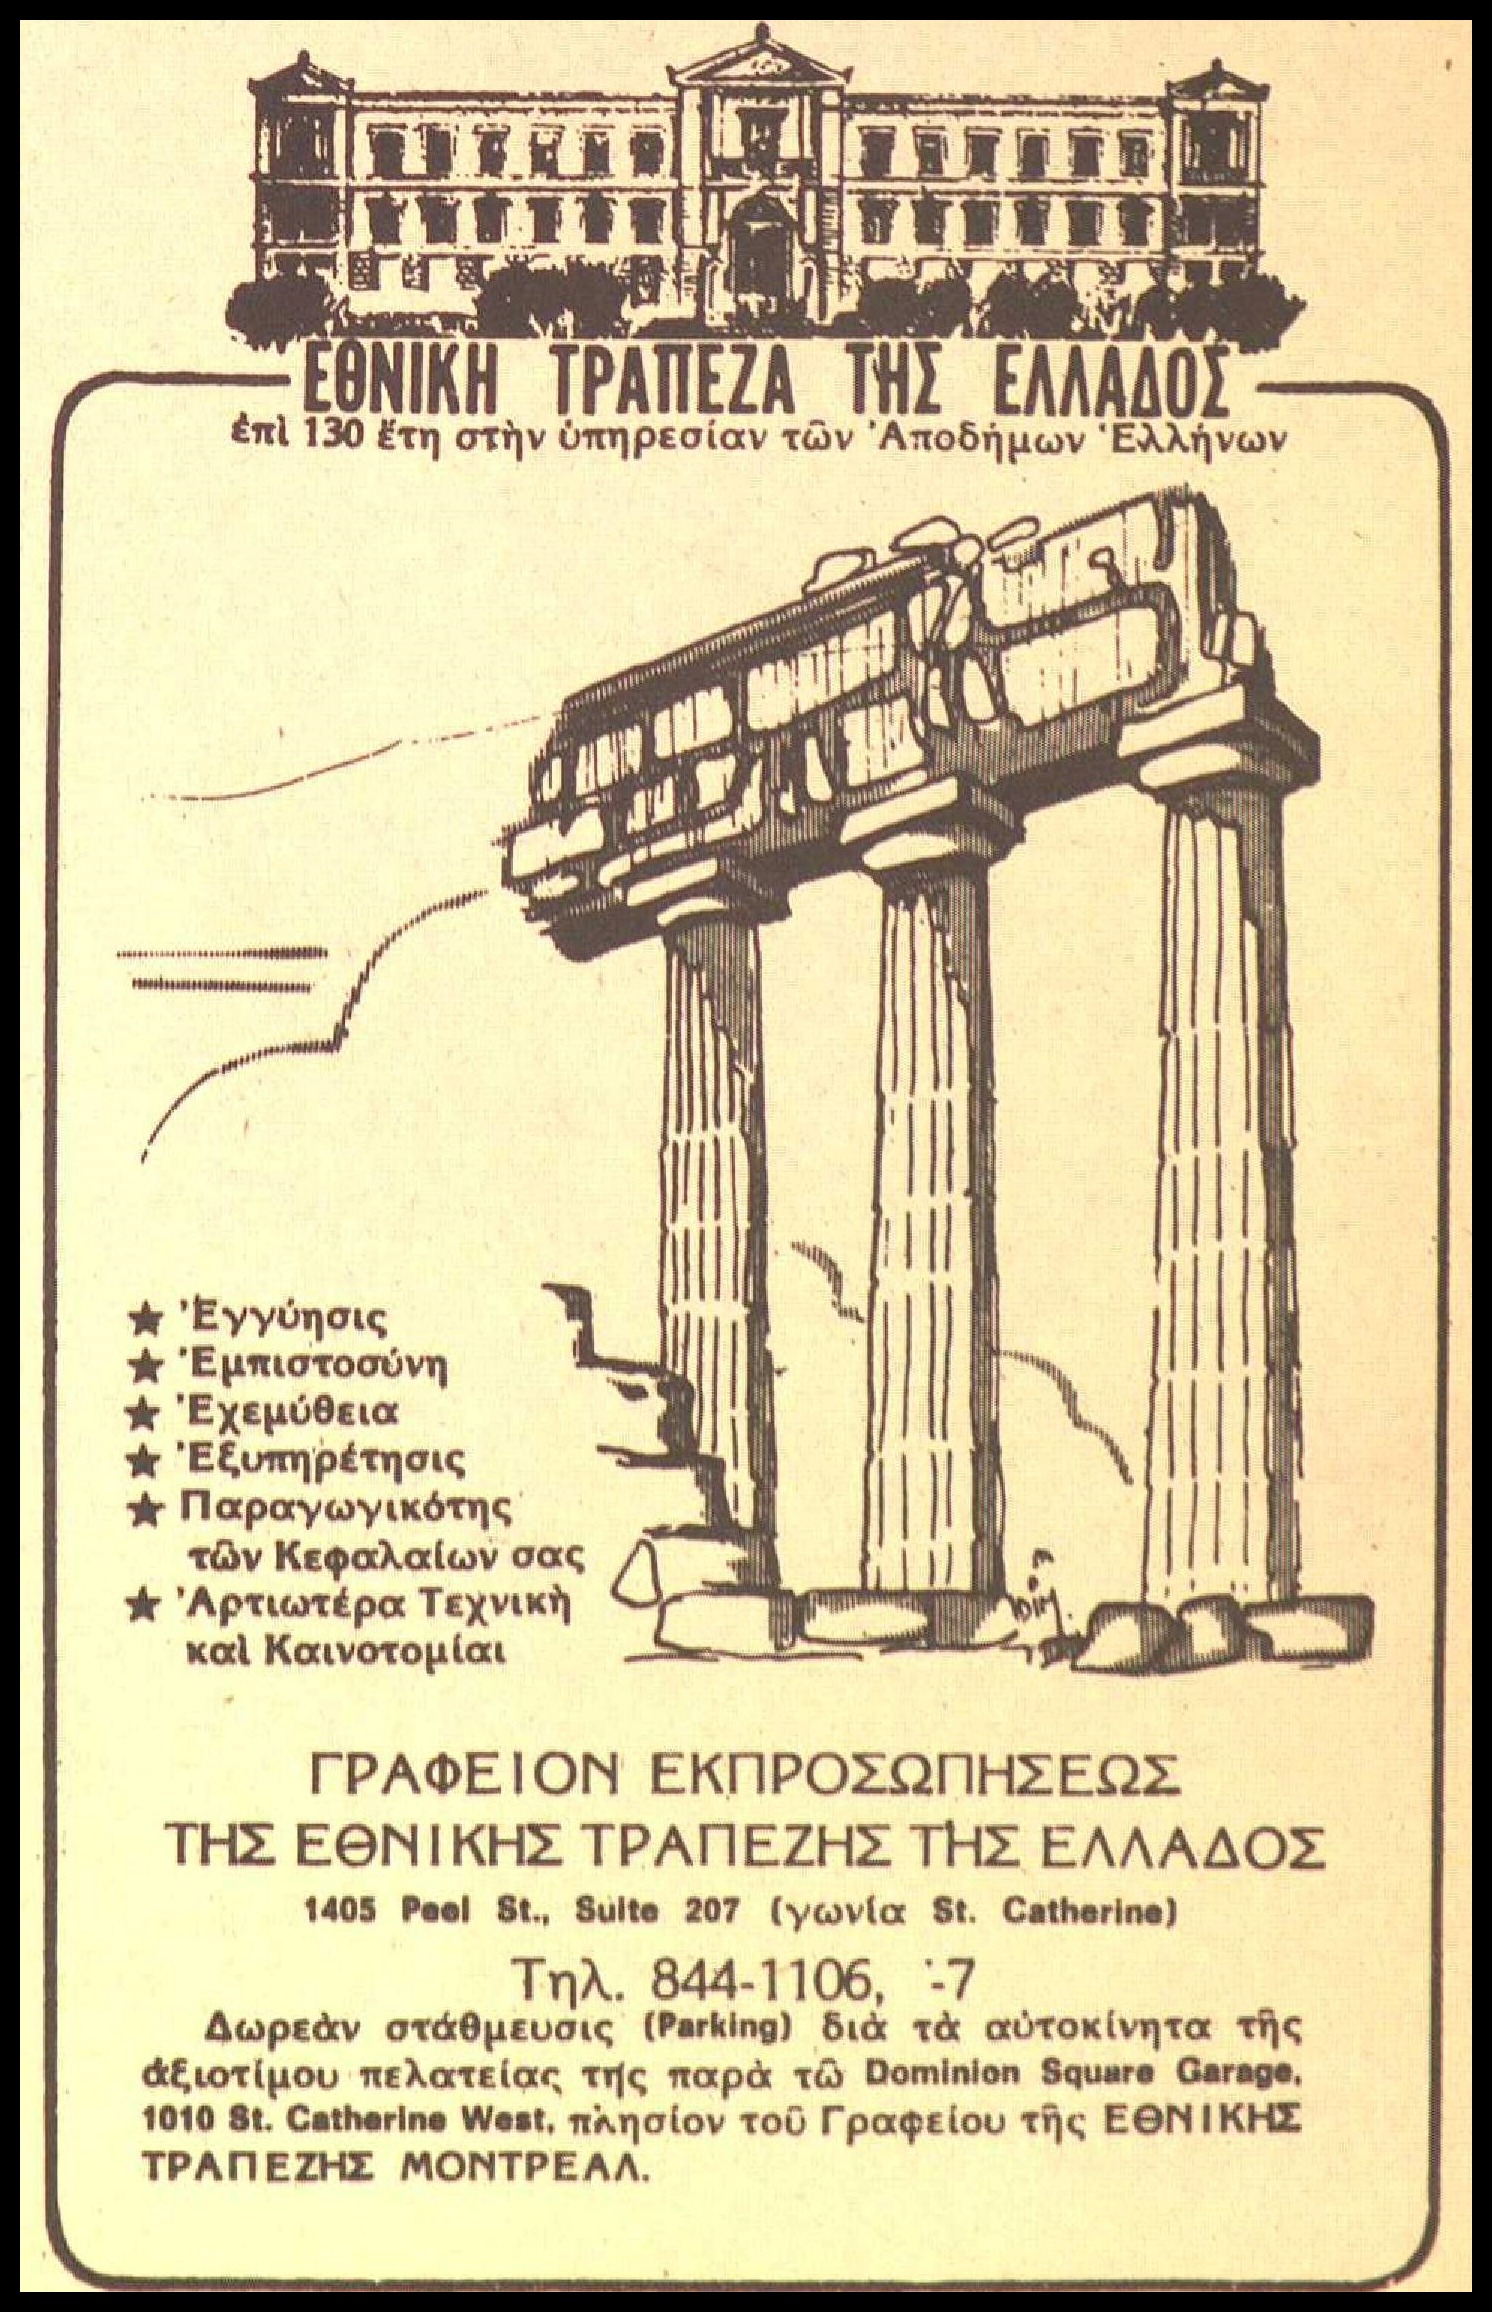 ΕΘΝΙΚΗ ΤΡΑΠΕΖΑ ΤΗΣ ΕΛΛΑΔΟΣ
ἐπὶ 130 ἔτη στὴν ὑπηρεσίαν τῶν Ἀποδήμων Ἑλλήνων
★ Ἐγγύησις
★ Ἐμπιστοσύνη
★ Ἐχεμύθεια
★ Ἐξυπηρέτησις
★ Παραγωγικότης
τῶν Κεφαλαίων σας
★ Ἀρτιωτέρα Τεχνικὴ
καὶ Καινοτομίαι
ΓΡΑΦΕΙΟΝ ΕΚΠΡΟΣΩΠΗΣΕΩΣ
ΤΗΣ ΕΘΝΙΚΗΣ ΤΡΑΠΕΖΗΣ ΤΗΣ ΕΛΛΑΔΟΣ
1405 Peel St., Suite 207 (γωνία St. Catherine)
Τηλ. 844-1106, -7
Δωρεὰν στάθμευσις (Parking) διὰ τὰ αὐτοκίνητα τῆς
ἀξιοτίμου πελατείας τῆς παρὰ τῶ Dominion Square Garage,
1010 St. Catherine West, πλησίον τοῦ Γραφείου τῆς ΕΘΝΙΚΗΣ
ΤΡΑΠΕΖΗΣ ΜΟΝΤΡΕΑΛ.